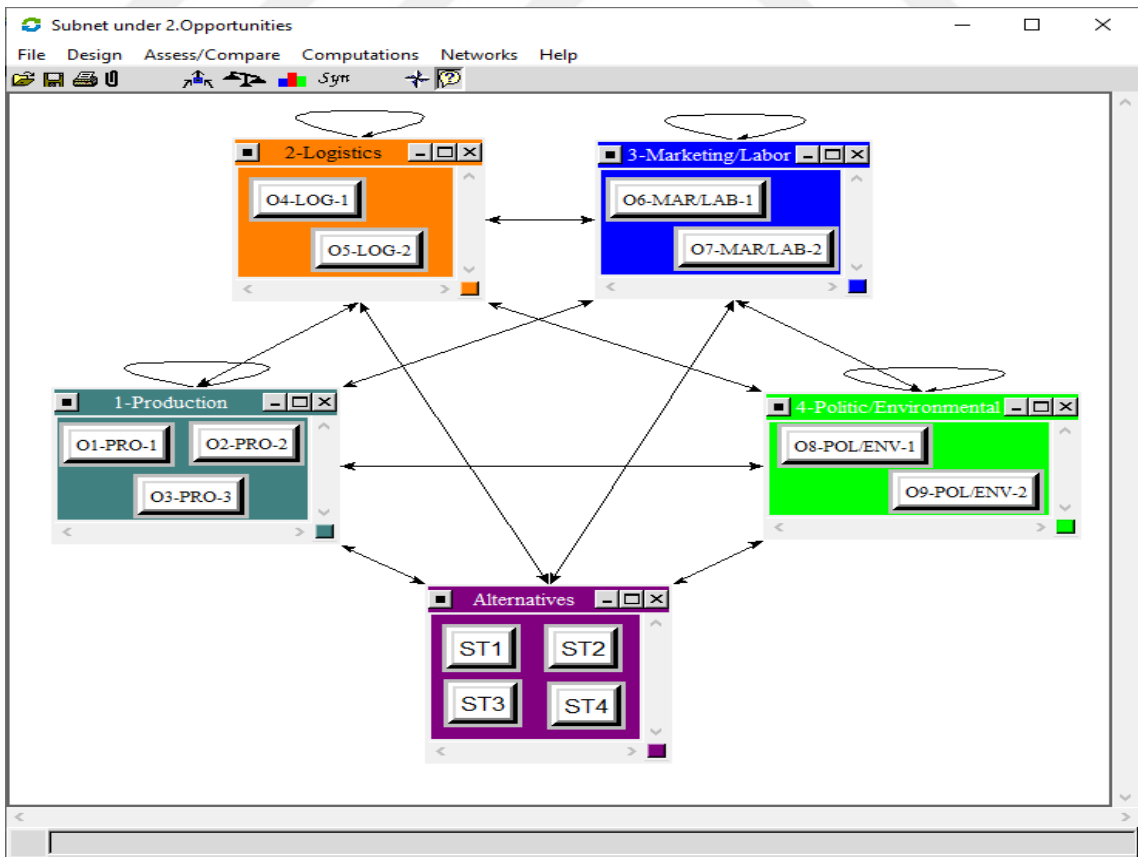 Subnet under 2.Opportunities
File Design Assess/Compare Computations Networks Help
Syn
2-Logistics
O4-LOG-1
O5-LOG-2
3-Marketing/Labor
O6-MAR/LAB-1
O7-MAR/LAB-2
1-Production
O1-PRO-1 O2-PRO-2
O3-PRO-3
4-Politic/Environmental
O8-POL/ENV-1
O9-POL/ENV-2
Alternatives
ST1 ST2
ST3 ST4